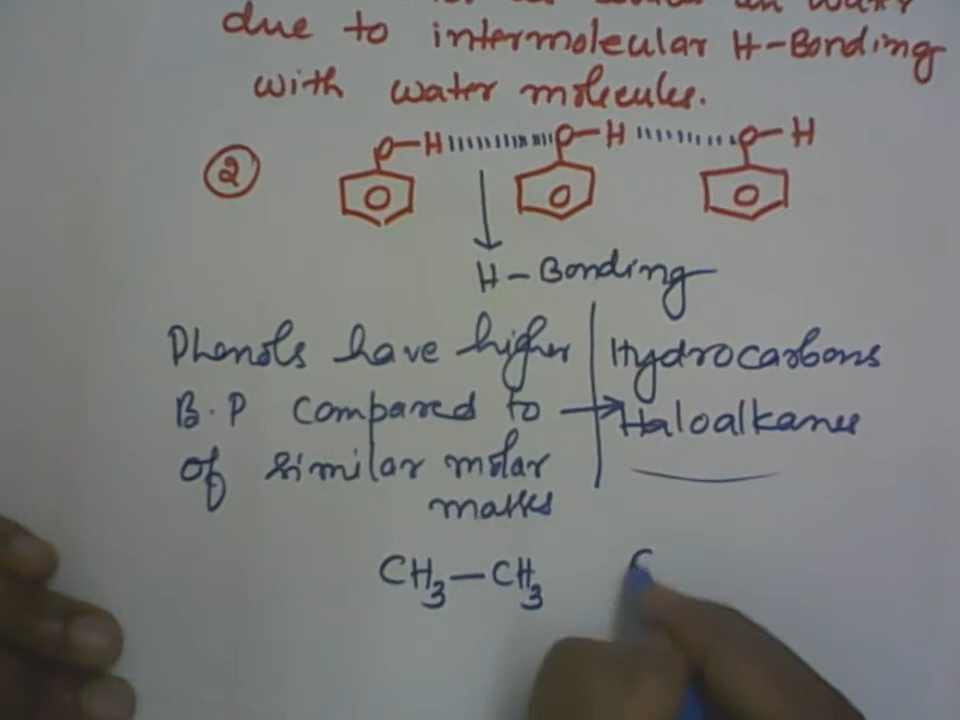 due to intermolecular H-Bonding
with water molecules.
② O-H O-H O-H
H-Bonding
Phenols have higher
B.P compared to →
of similar molar
masses
Hydrocarbons
Haloalkanes
CH3-CH3 C